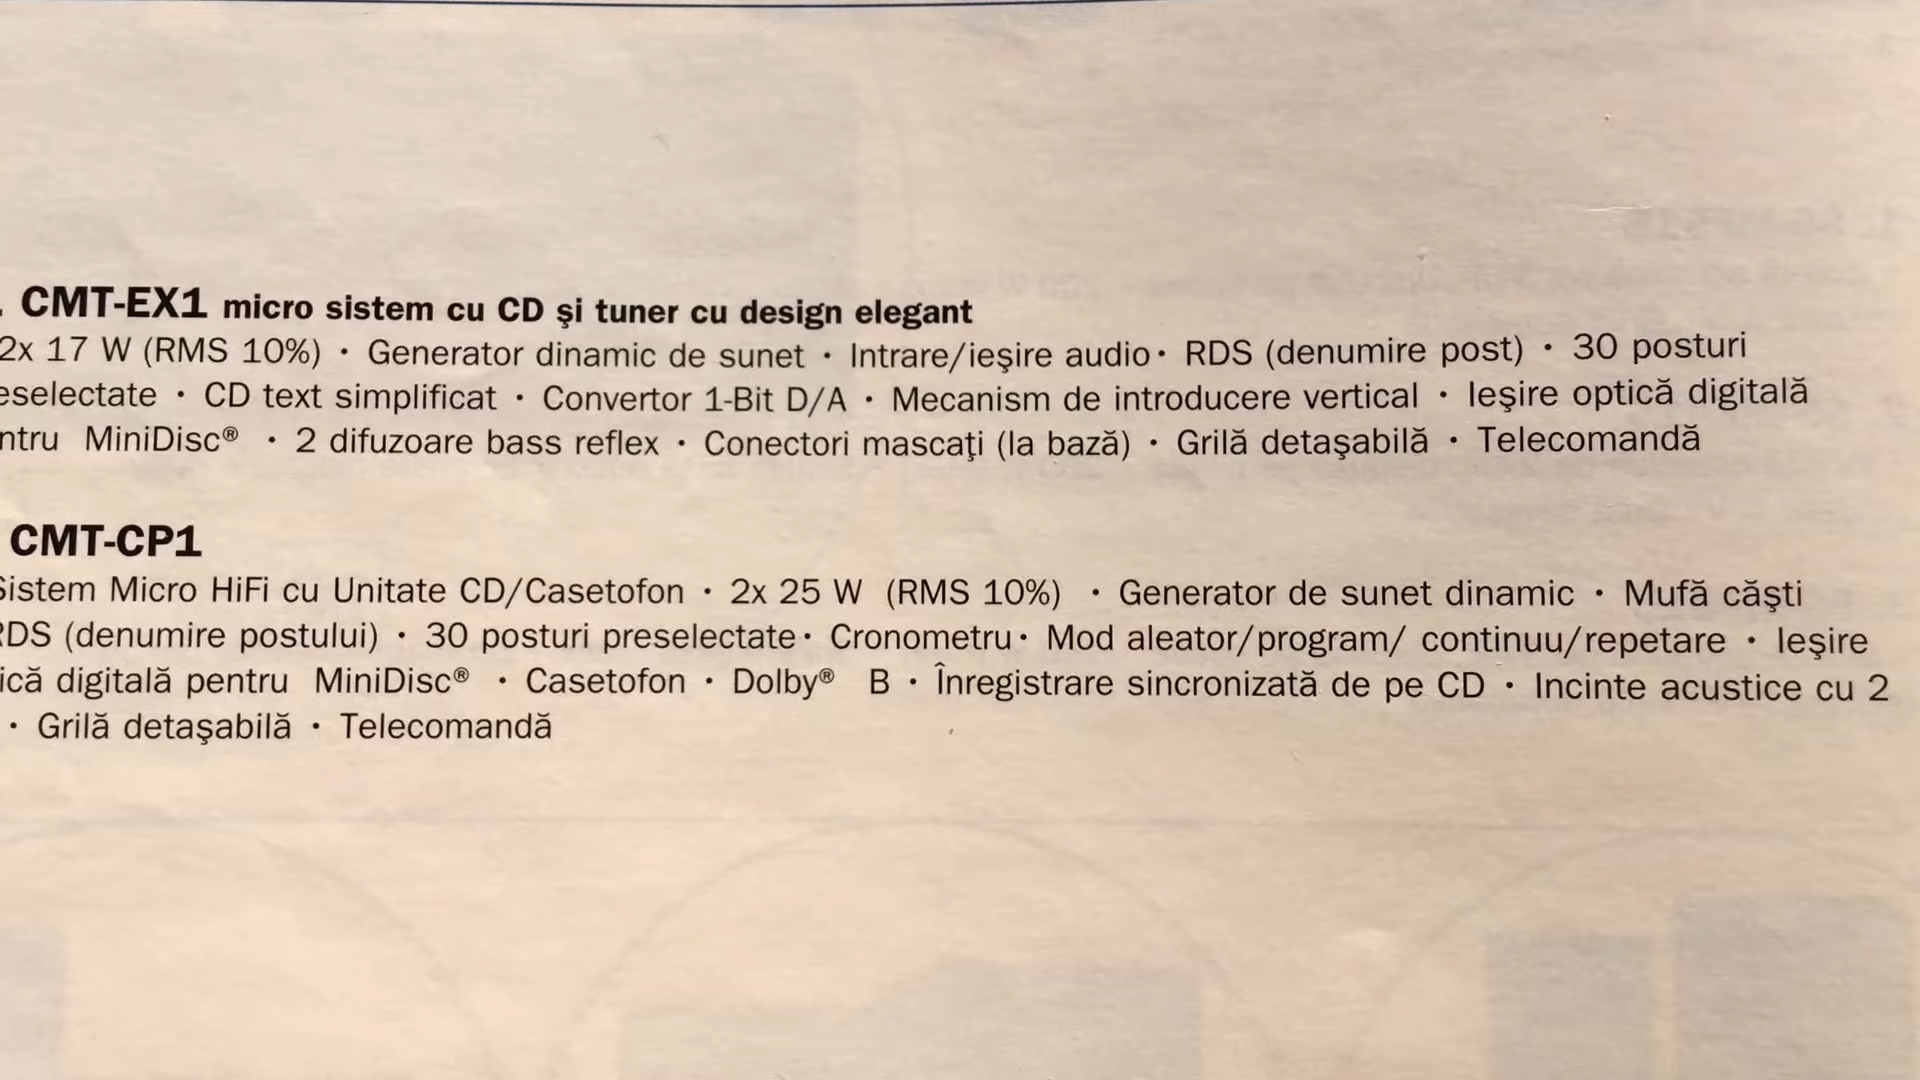 . CMT-EX1 micro sistem cu CD şi tuner cu design elegant
2x 17 W (RMS 10%) · Generator dinamic de sunet · Intrare/ieşire audio· RDS (denumire post) · 30 posturi
eselectate · CD text simplificat · Convertor 1-Bit D/A · Mecanism de introducere vertical · Ieşire optică digitală
ntru MiniDisc® · 2 difuzoare bass reflex · Conectori mascaţi (la bază) · Grilă detaşabilă · Telecomandă
CMT-CP1
Sistem Micro HiFi cu Unitate CD/Casetofon · 2x 25 W (RMS 10%) · Generator de sunet dinamic · Mufă căşti
RDS (denumire postului) · 30 posturi preselectate· Cronometru· Mod aleator/program/ continuu/repetare · Ieşire
ică digitală pentru MiniDisc® · Casetofon · Dolby® B · Înregistrare sincronizată de pe CD · Incinte acustice cu 2
· Grilă detaşabilă · Telecomandă